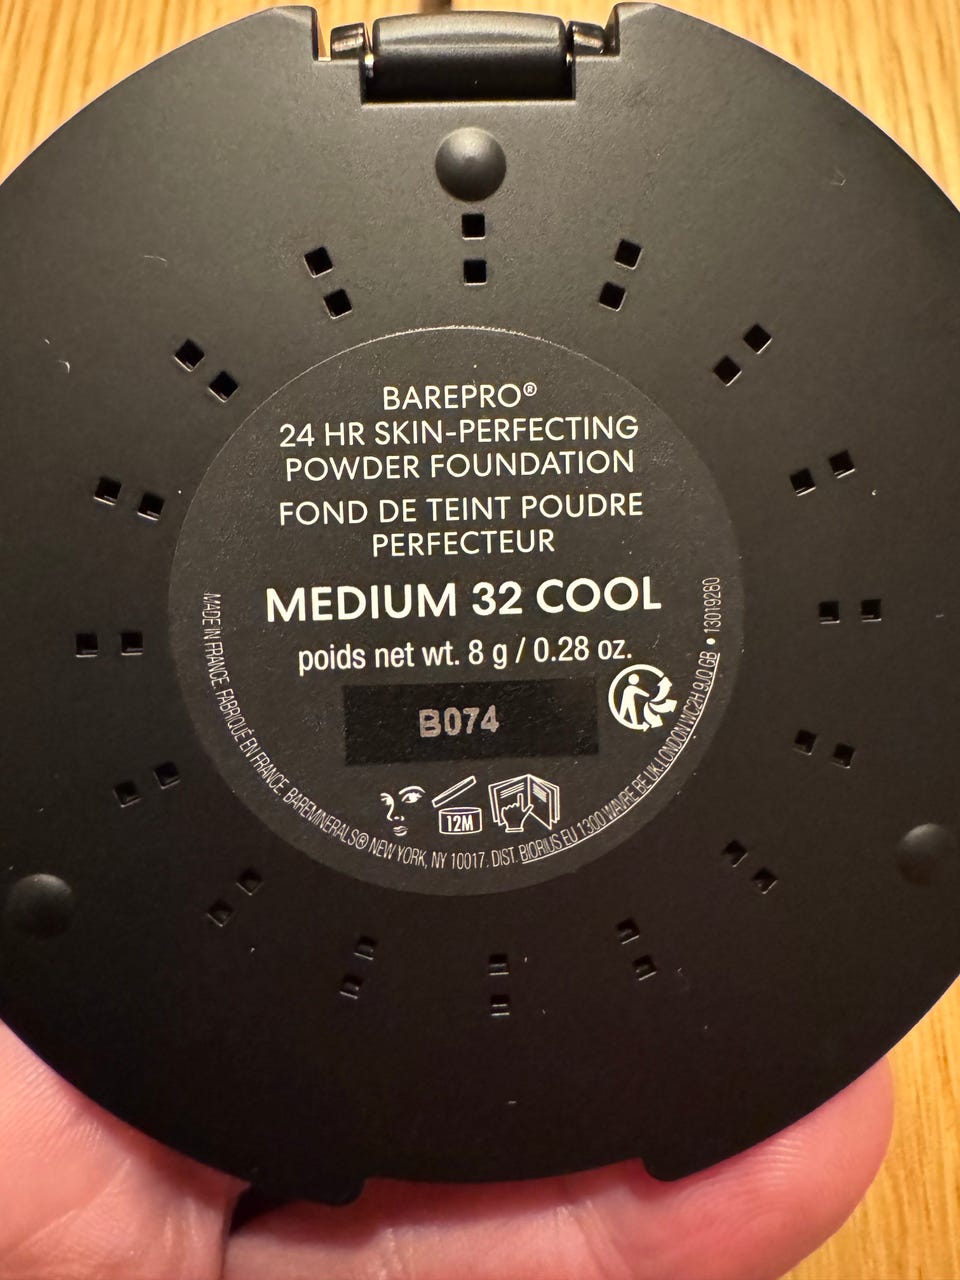 BAREPRO®
24 HR SKIN-PERFECTING
POWDER FOUNDATION
FOND DE TEINT POUDRE
PERFECTEUR
MEDIUM 32 COOL
poids net wt. 8 g / 0.28 oz.
B074
12M
MADE IN FRANCE. FABRIQUÉ EN FRANCE. BAREMINERALS® NEW YORK, NY 10017. DIST. BIORIUS EU 1300 WAVRE BE UK LONDON WC2H 9JQ GB • 13019280